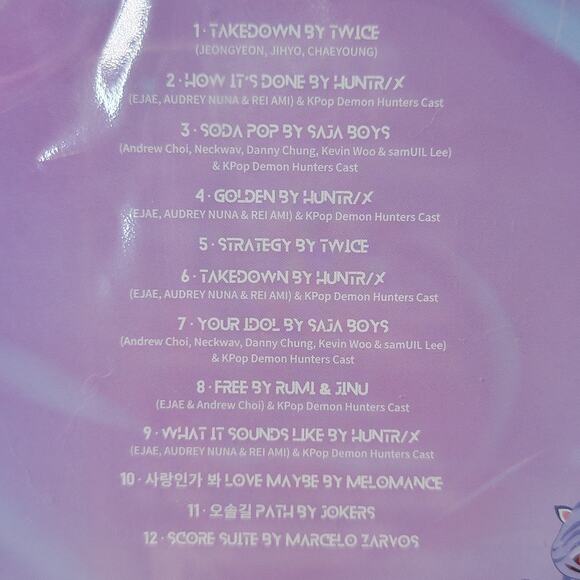 1 · TAKEDOWN BY TWICE
(JEONGYEON, JIHYO, CHAEYOUNG)
2 · HOW IT'S DONE BY HUNTR/X
(EJAE, AUDREY NUNA & REI AMI) & KPop Demon Hunters Cast
3 · SODA POP BY SAJA BOYS
(Andrew Choi, Neckwav, Danny Chung, Kevin Woo & samUIL Lee)
& KPop Demon Hunters Cast
4 · GOLDEN BY HUNTR/X
(EJAE, AUDREY NUNA & REI AMI) & KPop Demon Hunters Cast
5 · STRATEGY BY TWICE
6 · TAKEDOWN BY HUNTR/X
(EJAE, AUDREY NUNA & REI AMI) & KPop Demon Hunters Cast
7 · YOUR IDOL BY SAJA BOYS
(Andrew Choi, Neckwav, Danny Chung, Kevin Woo & samUIL Lee)
& KPop Demon Hunters Cast
8 · FREE BY RUMI & JINU
(EJAE & Andrew Choi) & KPop Demon Hunters Cast
9 · WHAT IT SOUNDS LIKE BY HUNTR/X
(EJAE, AUDREY NUNA & REI AMI) & KPop Demon Hunters Cast
10 · 사랑인가 봐 LOVE MAYBE BY MELOMANCE
11 · 오솔길 PATH BY JOKERS
12 · SCORE SUITE BY MARCELO ZARVOS